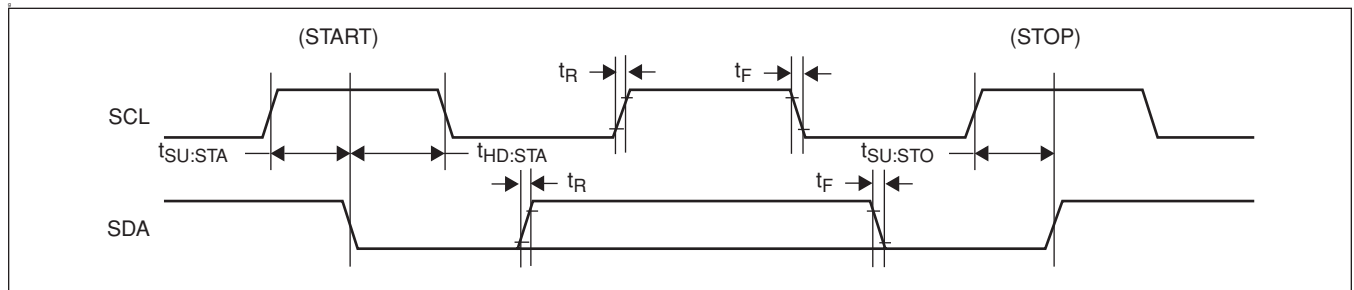 (START) (STOP)
tR tF
SCL
tSU:STA tHD:STA tSU:STO
tR tF
SDA